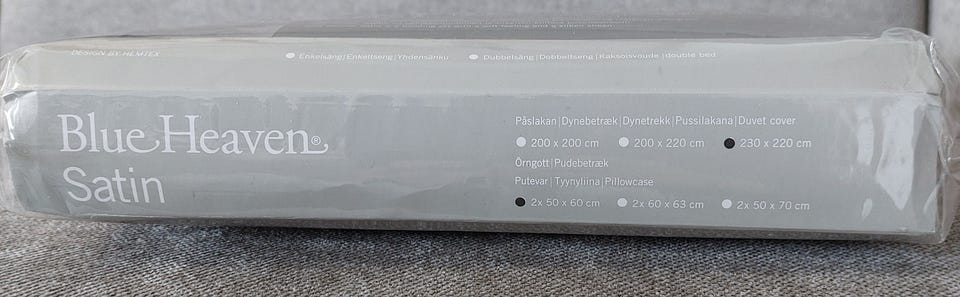 DESIGN BY HEMTEX
Enkelsäng|Enkeltseng|Yhdensänku Dubbelsäng|Dobbeltseng|Kaksoisvuode|double bed
Blue Heaven®
Satin
Påslakan|Dynebetræk|Dynetrekk|Pussilakana|Duvet cover
200 x 200 cm 200 x 220 cm 230 x 220 cm
Örngott|Pudebetræk
Putevar|Tyynyliina|Pillowcase
2x 50 x 60 cm 2x 60 x 63 cm 2x 50 x 70 cm